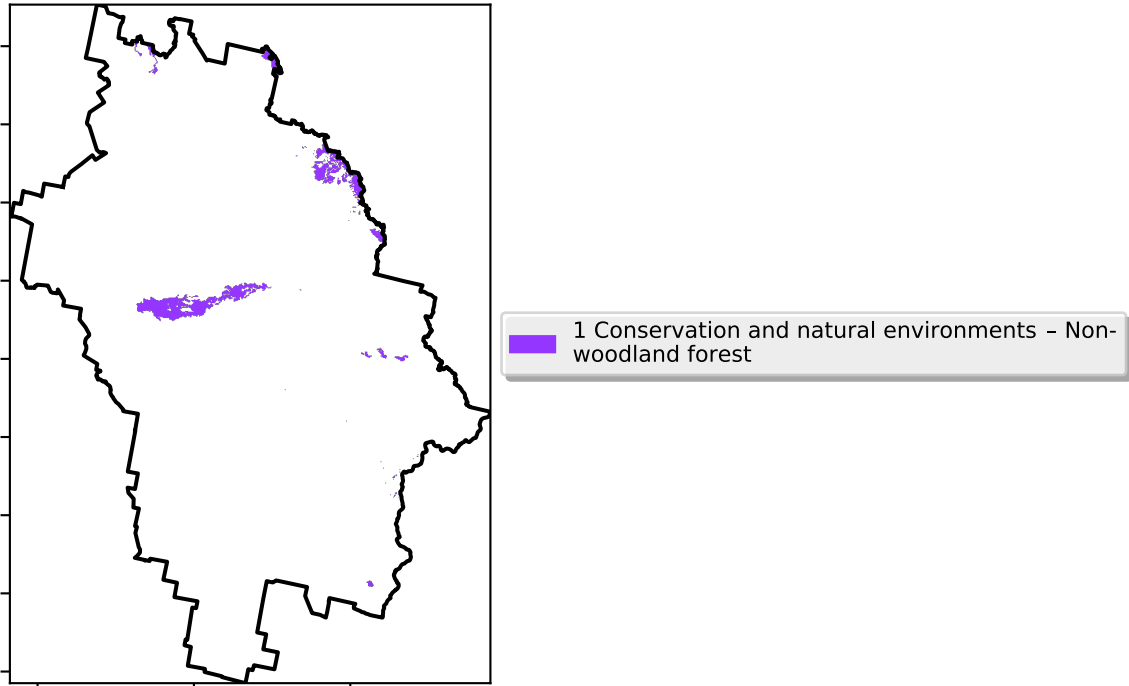 1 Conservation and natural environments – Non-
woodland forest